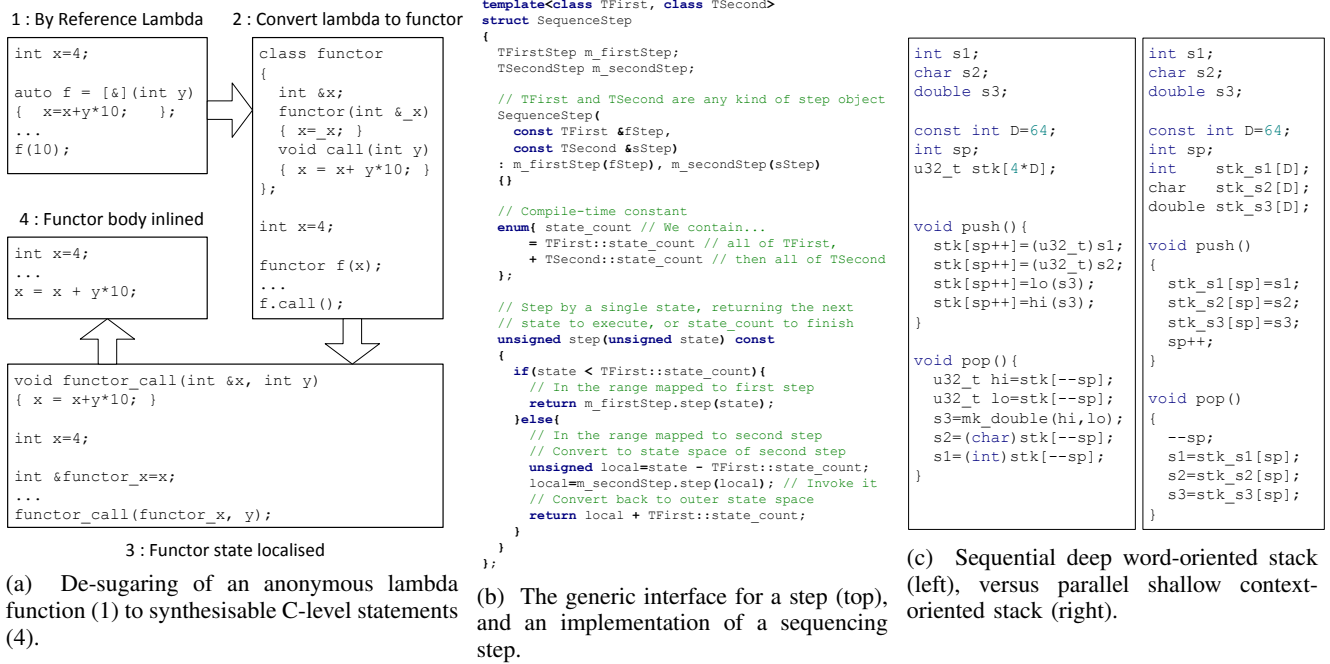 1 : By Reference Lambda
int x=4;
auto f = [&](int y)
{  x=x+y*10;   };
...
f(10);
2 : Convert lambda to functor
class functor
{
  int &x;
  functor(int &_x)
  { x=_x; }
  void call(int y)
  { x = x+ y*10; }
};
int x=4;
functor f(x);
...
f.call();
4 : Functor body inlined
int x=4;
...
x = x + y*10;
void functor_call(int &x, int y)
{ x = x+y*10; }
int x=4;
int &functor_x=x;
...
functor_call(functor_x, y);
3 : Functor state localised
(a) De-sugaring of an anonymous lambda
function (1) to synthesisable C-level statements
(4).
template<class TFirst, class TSecond>
struct SequenceStep
{
  TFirstStep m_firstStep;
  TSecondStep m_secondStep;
  // TFirst and TSecond are any kind of step object
  SequenceStep(
    const TFirst &fStep,
    const TSecond &sStep)
  : m_firstStep(fStep), m_secondStep(sStep)
  {}
  // Compile-time constant
  enum{ state_count // We contain...
      = TFirst::state_count // all of TFirst,
      + TSecond::state_count // then all of TSecond
  };
  // Step by a single state, returning the next
  // state to execute, or state_count to finish
  unsigned step(unsigned state) const
  {
    if(state < TFirst::state_count){
      // In the range mapped to first step
      return m_firstStep.step(state);
    }else{
      // In the range mapped to second step
      // Convert to state space of second step
      unsigned local=state - TFirst::state_count;
      local=m_secondStep.step(local); // Invoke it
      // Convert back to outer state space
      return local + TFirst::state_count;
    }
  }
};
(b) The generic interface for a step (top),
and an implementation of a sequencing
step.
int s1;
char s2;
double s3;
const int D=64;
int sp;
u32_t stk[4*D];
void push(){
  stk[sp++]=(u32_t)s1;
  stk[sp++]=(u32_t)s2;
  stk[sp++]=lo(s3);
  stk[sp++]=hi(s3);
}
void pop(){
  u32_t hi=stk[--sp];
  u32_t lo=stk[--sp];
  s3=mk_double(hi,lo);
  s2=(char)stk[--sp];
  s1=(int)stk[--sp];
}
int s1;
char s2;
double s3;
const int D=64;
int sp;
int    stk_s1[D];
char   stk_s2[D];
double stk_s3[D];
void push()
{
  stk_s1[sp]=s1;
  stk_s2[sp]=s2;
  stk_s3[sp]=s3;
  sp++;
}
void pop()
{
  --sp;
  s1=stk_s1[sp];
  s2=stk_s2[sp];
  s3=stk_s3[sp];
}
(c) Sequential deep word-oriented stack
(left), versus parallel shallow context-
oriented stack (right).